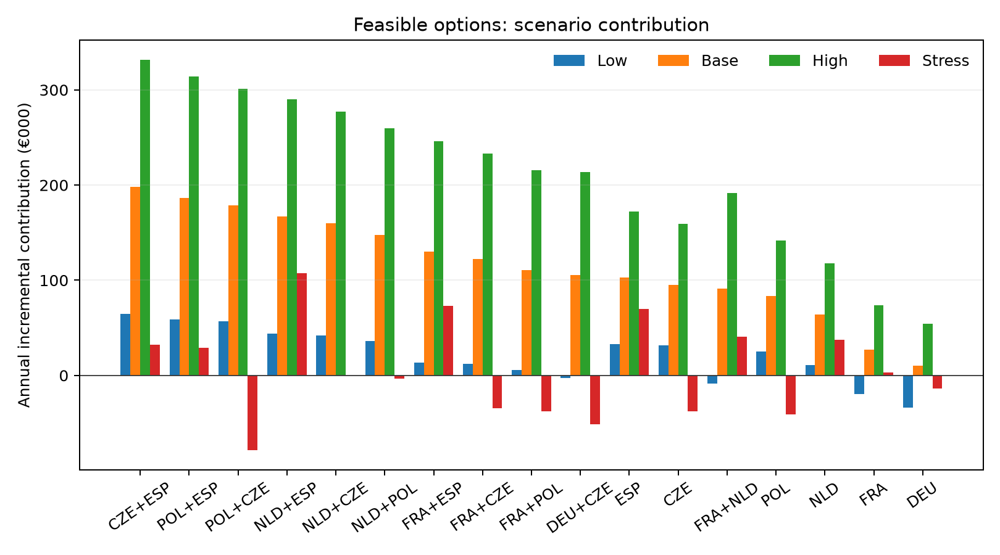 Feasible options: scenario contribution
Low Base High Stress
Annual incremental contribution (€000)
300
200
100
0
CZE+ESP POL+ESP POL+CZE NLD+ESP NLD+CZE NLD+POL FRA+ESP FRA+CZE FRA+POL DEU+CZE ESP CZE FRA+NLD POL NLD FRA DEU